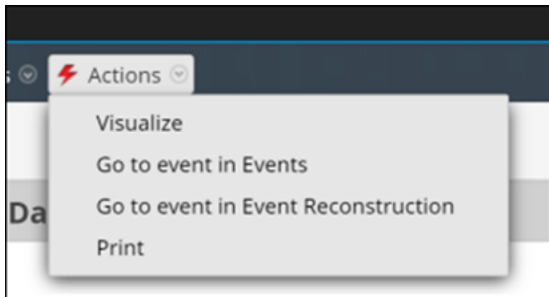 Actions
Visualize
Go to event in Events
Da
Go to event in Event Reconstruction
Print